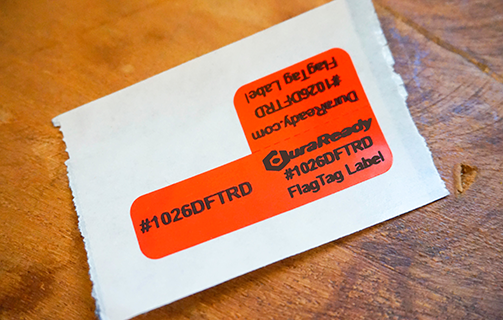 DuraReady.com
#1026DFTRD
FlagTag Label
#1026DFTRD
duraReady
#1026DFTRD
FlagTag Label